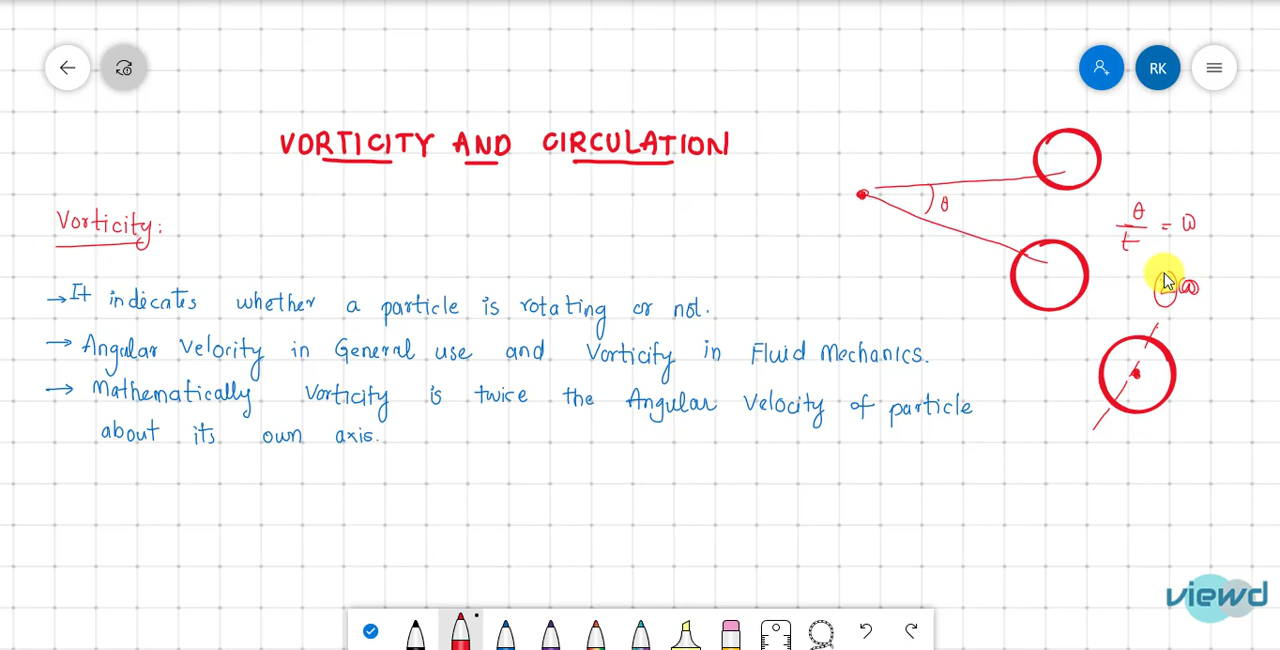 RK
VORTICITY AND CIRCULATION
Vorticity:
θ
θ
t
= ω
→ It indicates whether a particle is rotating or not.
ω
→ Angular Velocity in General use and Vorticity in Fluid Mechanics.
→ Mathematically Vorticity is twice the Angular Velocity of particle
about its own axis.
viewd